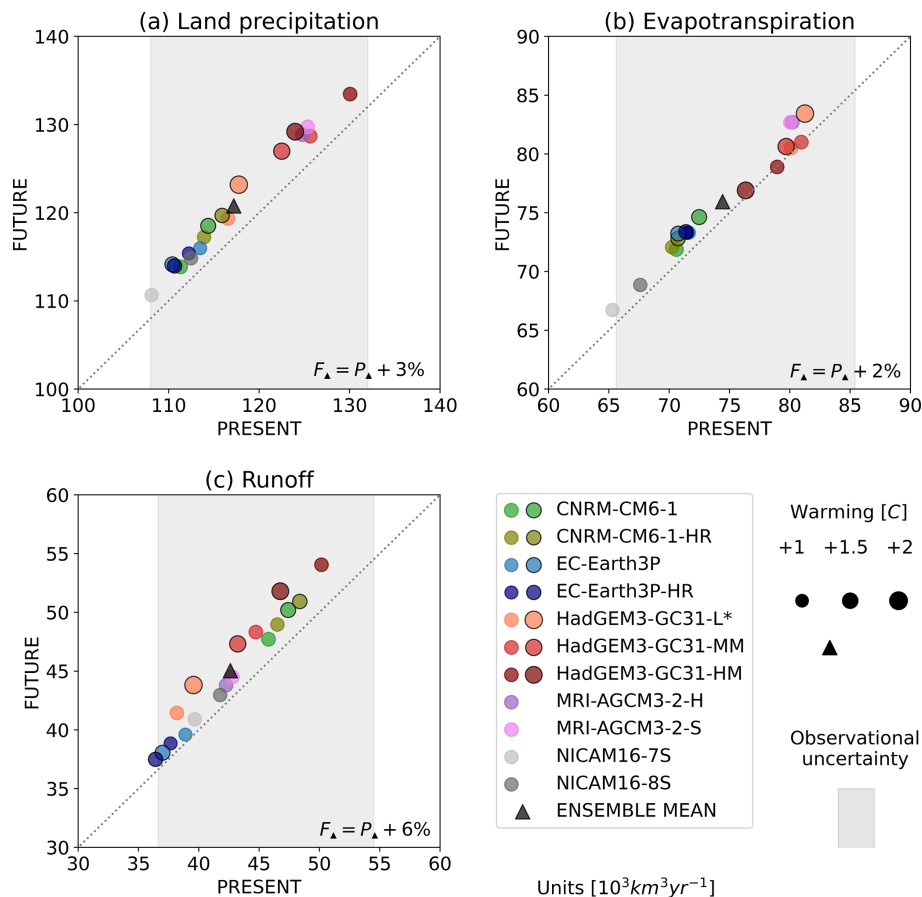 (a) Land precipitation
140
130
120
110
100
FUTURE
100
110
120
130
140
PRESENT
F▲ = P▲ + 3%
(b) Evapotranspiration
90
85
80
75
70
65
60
FUTURE
60
65
70
75
80
85
90
PRESENT
F▲ = P▲ + 2%
(c) Runoff
60
55
50
45
40
35
30
FUTURE
30
35
40
45
50
55
60
PRESENT
F▲ = P▲ + 6%
CNRM-CM6-1
CNRM-CM6-1-HR
EC-Earth3P
EC-Earth3P-HR
HadGEM3-GC31-L*
HadGEM3-GC31-MM
HadGEM3-GC31-HM
MRI-AGCM3-2-H
MRI-AGCM3-2-S
NICAM16-7S
NICAM16-8S
ENSEMBLE MEAN
Warming [C]
+1 +1.5 +2
Observational
uncertainty
Units [10³km³yr⁻¹]